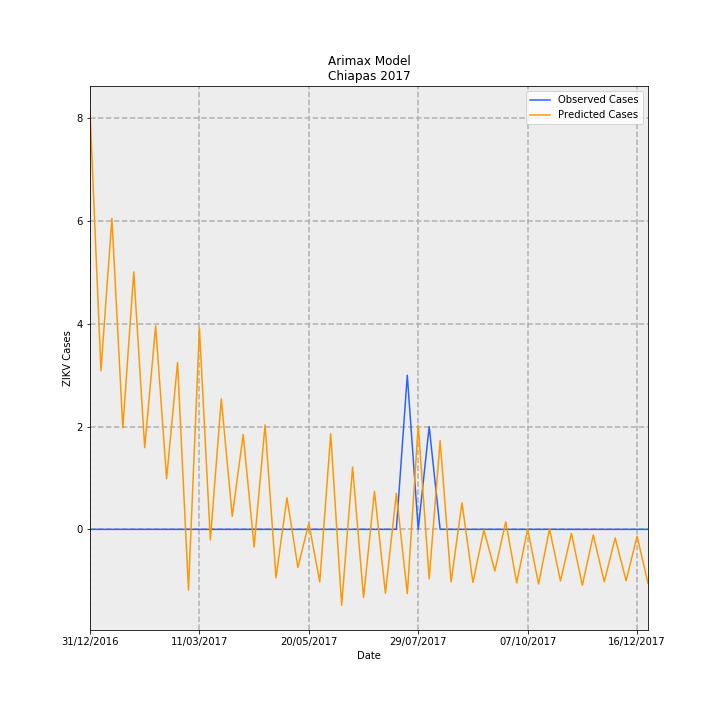 Arimax Model
Chiapas 2017
Observed Cases
Predicted Cases
8
6
4
2
0
ZIKV Cases
31/12/2016
11/03/2017
20/05/2017
29/07/2017
07/10/2017
16/12/2017
Date